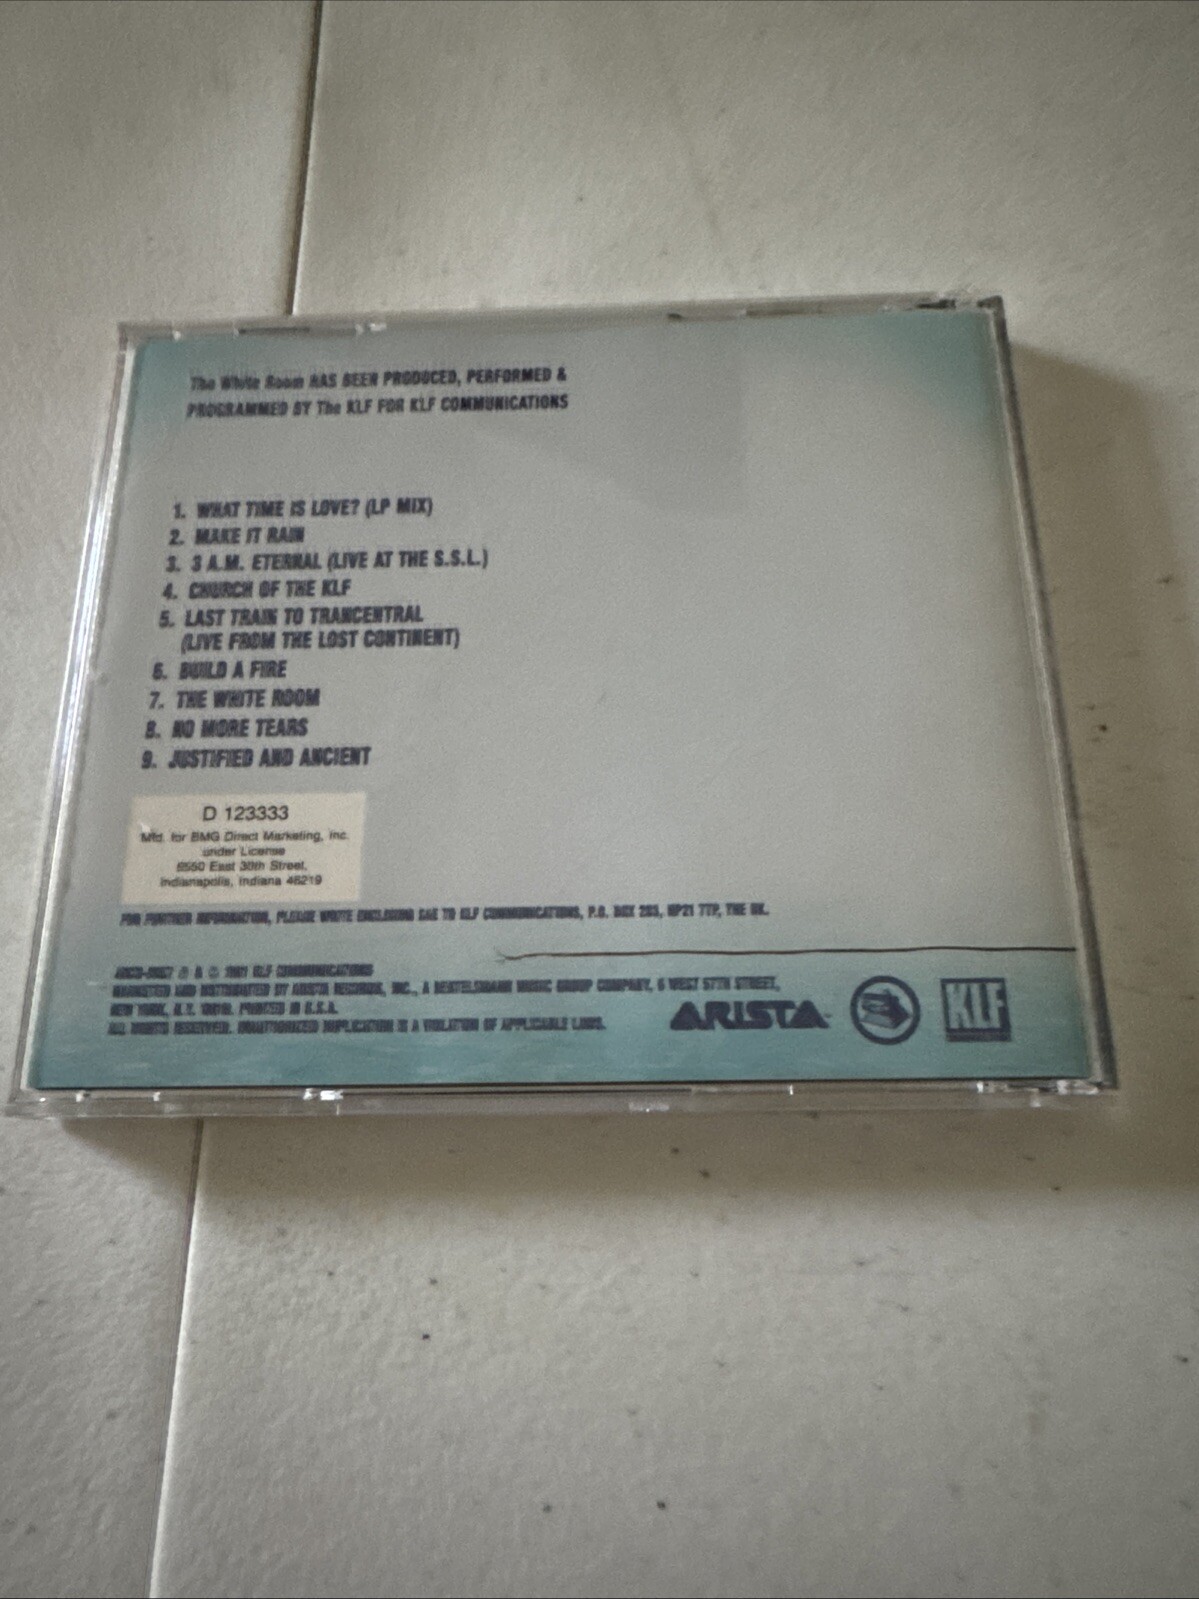 The White Room HAS BEEN PRODUCED, PERFORMED &
PROGRAMMED BY The KLF FOR KLF COMMUNICATIONS
1. WHAT TIME IS LOVE? (LP MIX)
2. MAKE IT RAIN
3. 3 A.M. ETERNAL (LIVE AT THE S.S.L.)
4. CHURCH OF THE KLF
5. LAST TRAIN TO TRANCENTRAL
(LIVE FROM THE LOST CONTINENT)
6. BUILD A FIRE
7. THE WHITE ROOM
8. NO MORE TEARS
9. JUSTIFIED AND ANCIENT
D 123333
Mfd. for BMG Direct Marketing, Inc.
under License
6550 East 30th Street,
Indianapolis, Indiana 46219
FOR FURTHER INFORMATION, PLEASE WRITE ENCLOSING SAE TO KLF COMMUNICATIONS, P.O. BOX 283, HP21 7TP, THE UK.
℗ & © 1991 KLF COMMUNICATIONS
MARKETED AND DISTRIBUTED BY ARISTA RECORDS, INC., A BERTELSMANN MUSIC GROUP COMPANY, 6 WEST 57TH STREET,
NEW YORK, N.Y. 10019. PRINTED IN U.S.A.
ALL RIGHTS RESERVED. UNAUTHORIZED DUPLICATION IS A VIOLATION OF APPLICABLE LAWS.
ARISTA
KLF